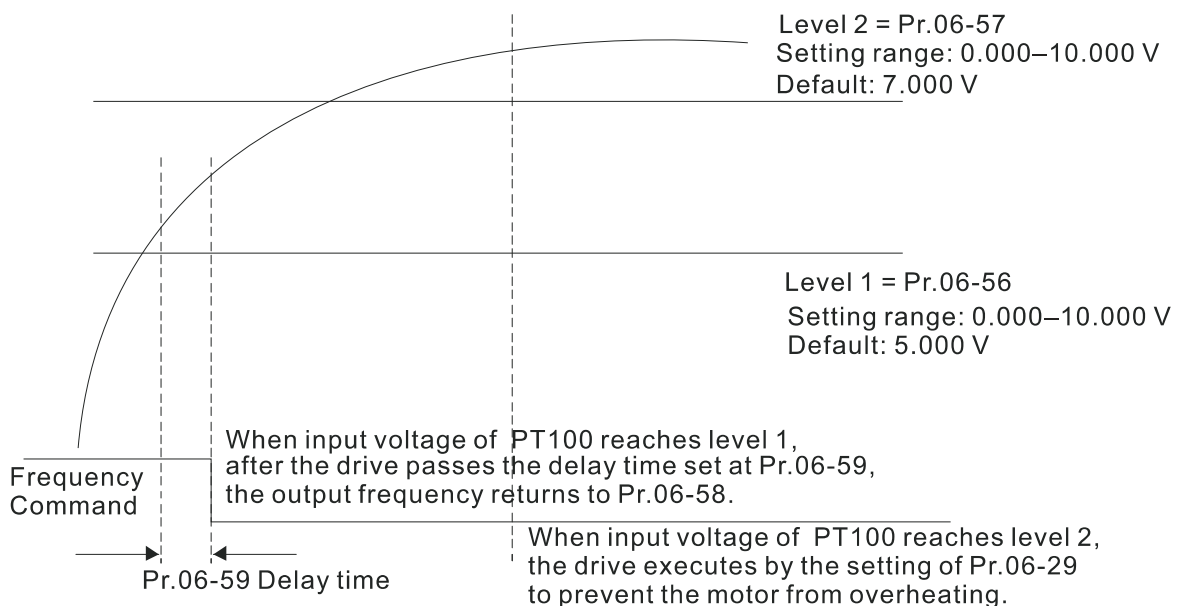 Level 2 = Pr.06-57
Setting range: 0.000–10.000 V
Default: 7.000 V
Level 1 = Pr.06-56
Setting range: 0.000–10.000 V
Default: 5.000 V
When input voltage of PT100 reaches level 1,
after the drive passes the delay time set at Pr.06-59,
the output frequency returns to Pr.06-58.
Frequency
Command
Pr.06-59 Delay time
When input voltage of PT100 reaches level 2,
the drive executes by the setting of Pr.06-29
to prevent the motor from overheating.